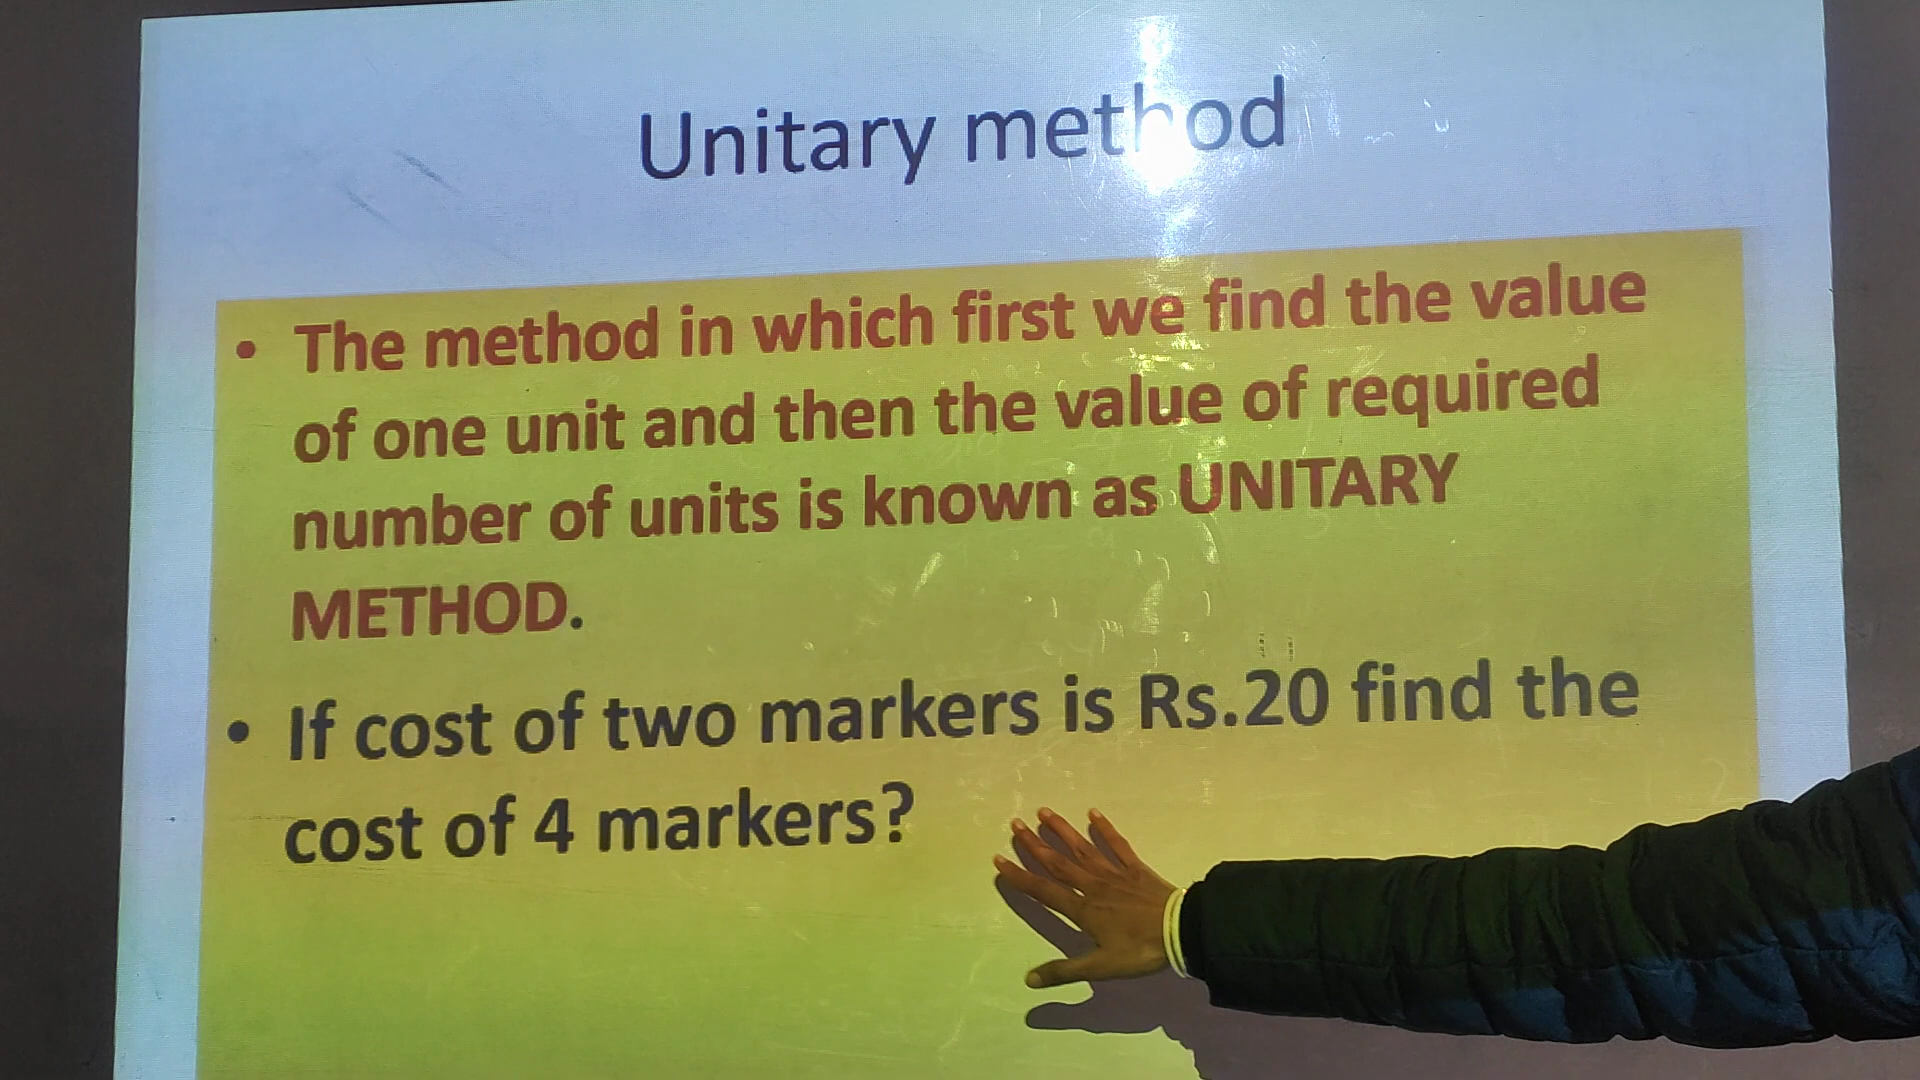 Unitary method
• The method in which first we find the value
of one unit and then the value of required
number of units is known as UNITARY
METHOD.
• If cost of two markers is Rs.20 find the
cost of 4 markers?